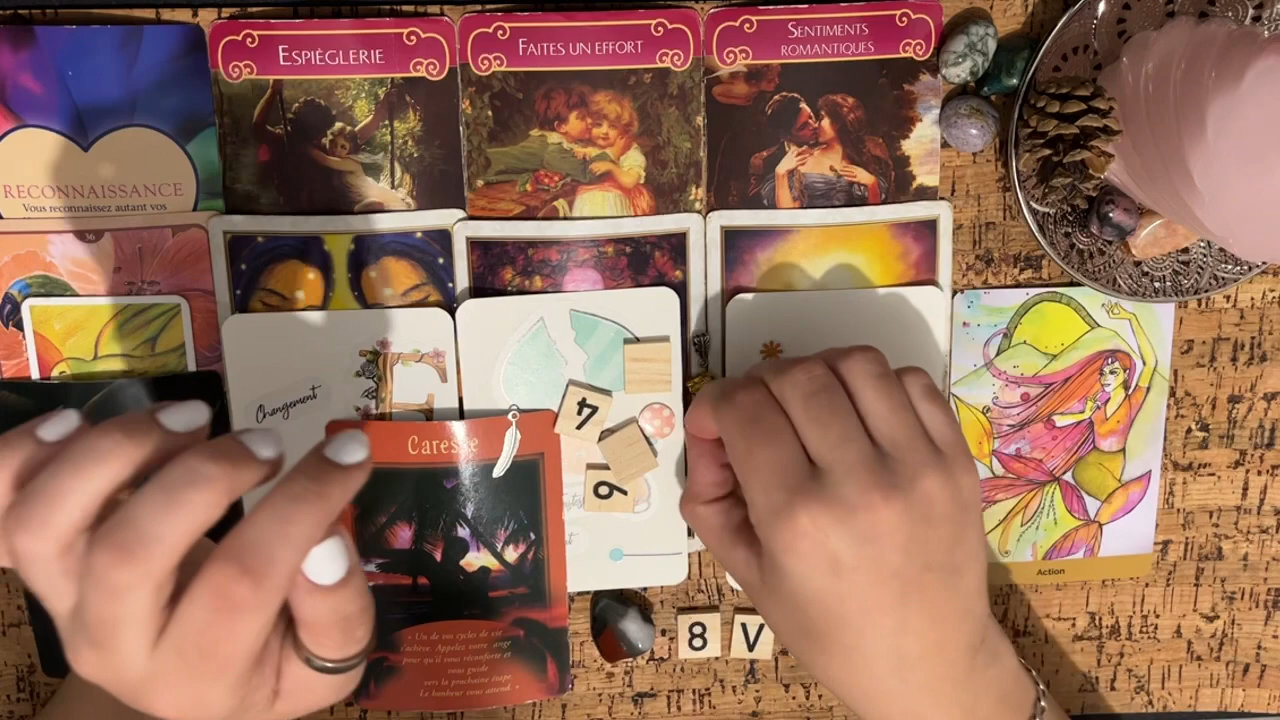 RECONNAISSANCE
Vous reconnaissez autant vos
ESPIÈGLERIE
FAITES UN EFFORT
SENTIMENTS
ROMANTIQUES
36
Changement
E
Caresse
4
6
« Un de vos cycles de vie
s'achève. Appelez votre ange
pour qu'il vous réconforte et
vous guide
vers la prochaine étape.
Le bonheur vous attend. »
8
V
Action